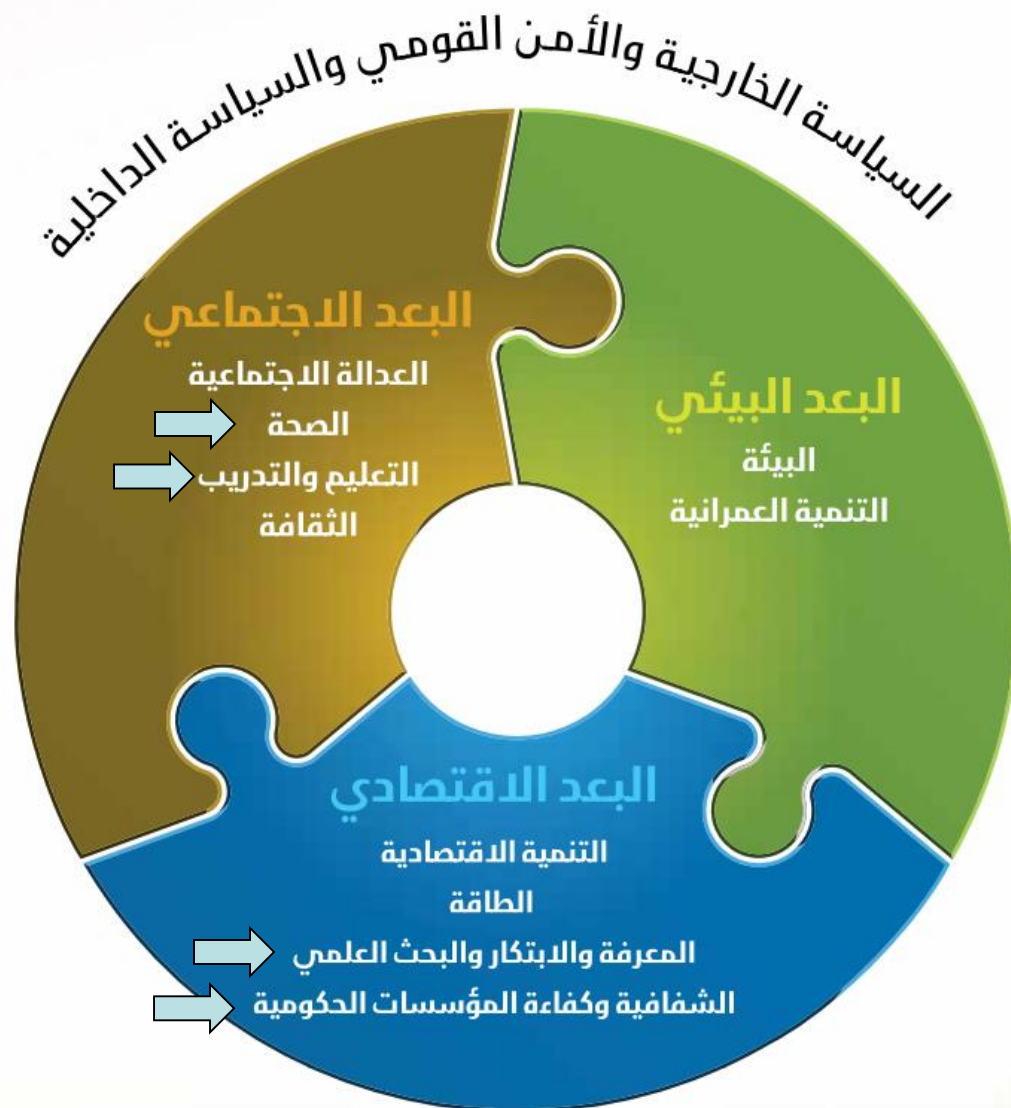 السياسة الخارجية والأمن القومي والسياسة الداخلية
البعد البيئي
البيئة
التنمية العمرانية
البعد الاجتماعي
العدالة الاجتماعية
الصحة
التعليم والتدريب
الثقافة
البعد الاقتصادي
التنمية الاقتصادية
الطاقة
المعرفة والابتكار والبحث العلمي
الشفافية وكفاءة المؤسسات الحكومية